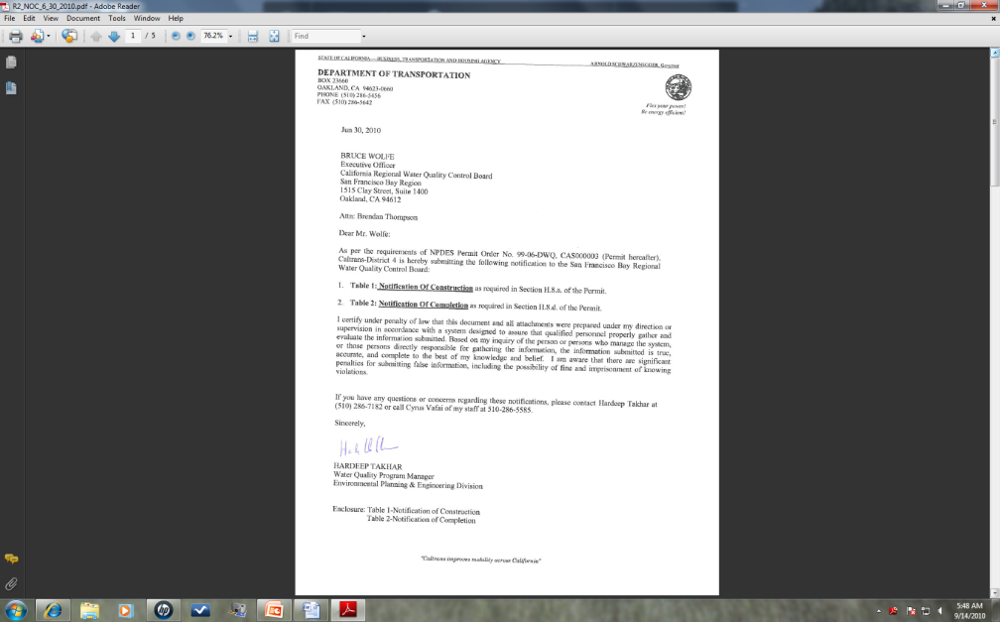 R2_NOC_6_30_2010.pdf - Adobe Reader
File Edit View Document Tools Window Help
1 / 5 76.2% Find
STATE OF CALIFORNIA—BUSINESS, TRANSPORTATION AND HOUSING AGENCY ARNOLD SCHWARZENEGGER, Governor
DEPARTMENT OF TRANSPORTATION
BOX 23660
OAKLAND, CA 94623-0660
PHONE (510) 286-5456
FAX (510) 286-5642
Flex your power!
Be energy efficient!
Jun 30, 2010
BRUCE WOLFE
Executive Officer
California Regional Water Quality Control Board
San Francisco Bay Region
1515 Clay Street, Suite 1400
Oakland, CA 94612
Attn: Brendan Thompson
Dear Mr. Wolfe:
As per the requirements of NPDES Permit Order No. 99-06-DWQ, CAS000003 (Permit hereafter),
Caltrans-District 4 is hereby submitting the following notification to the San Francisco Bay Regional
Water Quality Control Board:
1. Table 1: Notification Of Construction as required in Section H.8.a. of the Permit.
2. Table 2: Notification Of Completion as required in Section H.8.d. of the Permit.
I certify under penalty of law that this document and all attachments were prepared under my direction or
supervision in accordance with a system designed to assure that qualified personnel properly gather and
evaluate the information submitted. Based on my inquiry of the person or persons who manage the system,
or those persons directly responsible for gathering the information, the information submitted is true,
accurate, and complete to the best of my knowledge and belief. I am aware that there are significant
penalties for submitting false information, including the possibility of fine and imprisonment of knowing
violations.
If you have any questions or concerns regarding these notifications, please contact Hardeep Takhar at
(510) 286-7182 or call Cyrus Vafai of my staff at 510-286-5585.
Sincerely,
HARDEEP TAKHAR
Water Quality Program Manager
Environmental Planning & Engineering Division
Enclosure: Table 1-Notification of Construction
Table 2-Notification of Completion
"Caltrans improves mobility across California"
5:48 AM
9/14/2010